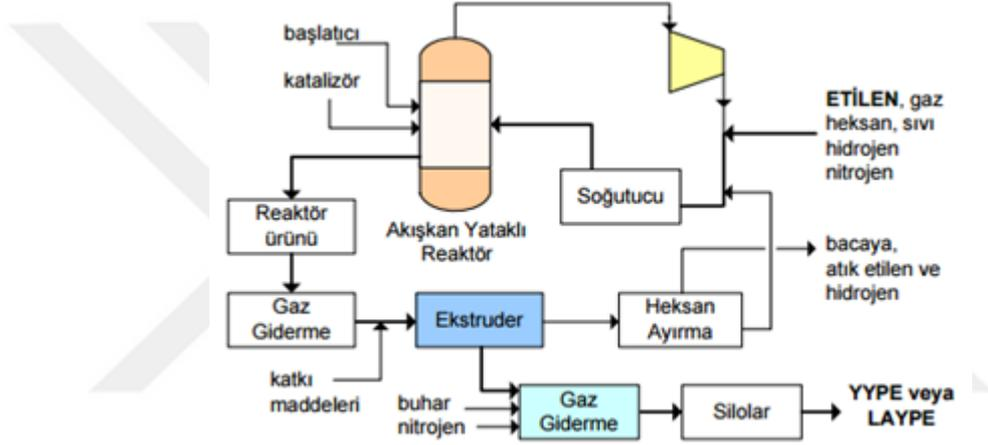 başlatıcı
katalizör
ETİLEN, gaz
heksan, sıvı
hidrojen
nitrojen
Soğutucu
Akışkan Yataklı
Reaktör
Reaktör
ürünü
bacaya,
atık etilen ve
hidrojen
Gaz
Giderme
Ekstruder
Heksan
Ayırma
katkı
maddeleri
buhar
nitrojen
Gaz
Giderme
Silolar
YYPE veya
LAYPE